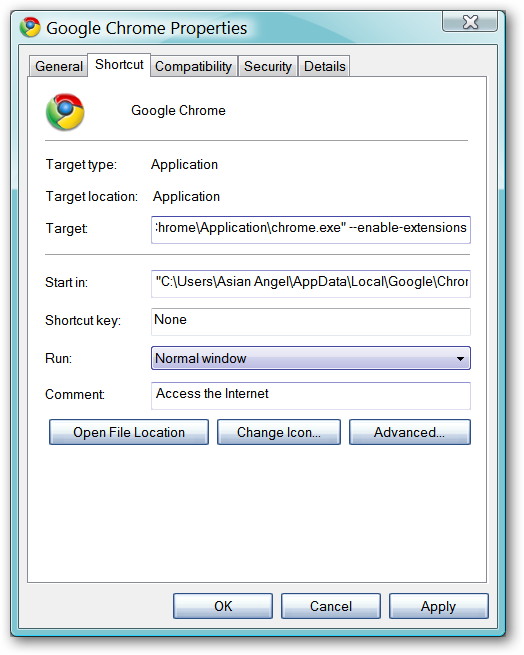 Google Chrome Properties
General Shortcut Compatibility Security Details
Google Chrome
Target type: Application
Target location: Application
Target: :hrome\Application\chrome.exe" --enable-extensions
Start in: "C:\Users\Asian Angel\AppData\Local\Google\Chror
Shortcut key: None
Run: Normal window
Comment: Access the Internet
Open File Location Change Icon... Advanced...
OK Cancel Apply